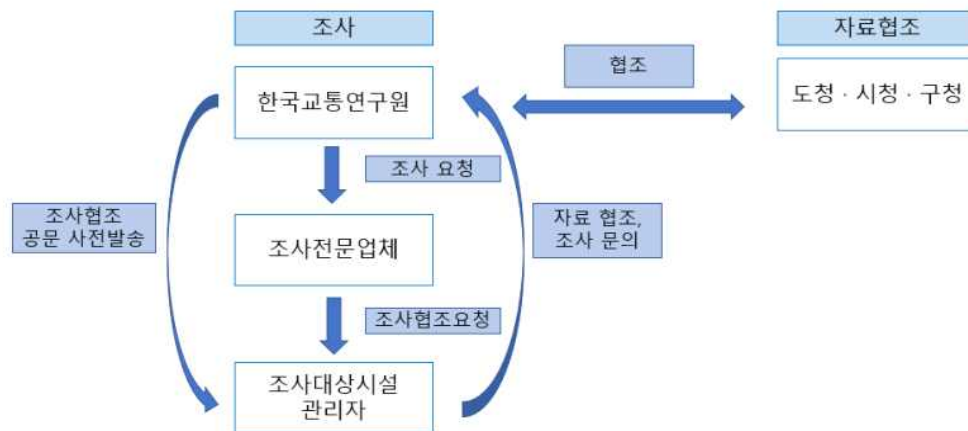 조사
자료협조
한국교통연구원
협조
도청 · 시청 · 구청
조사 요청
조사협조
공문 사전발송
조사전문업체
자료 협조,
조사 문의
조사협조요청
조사대상시설
관리자